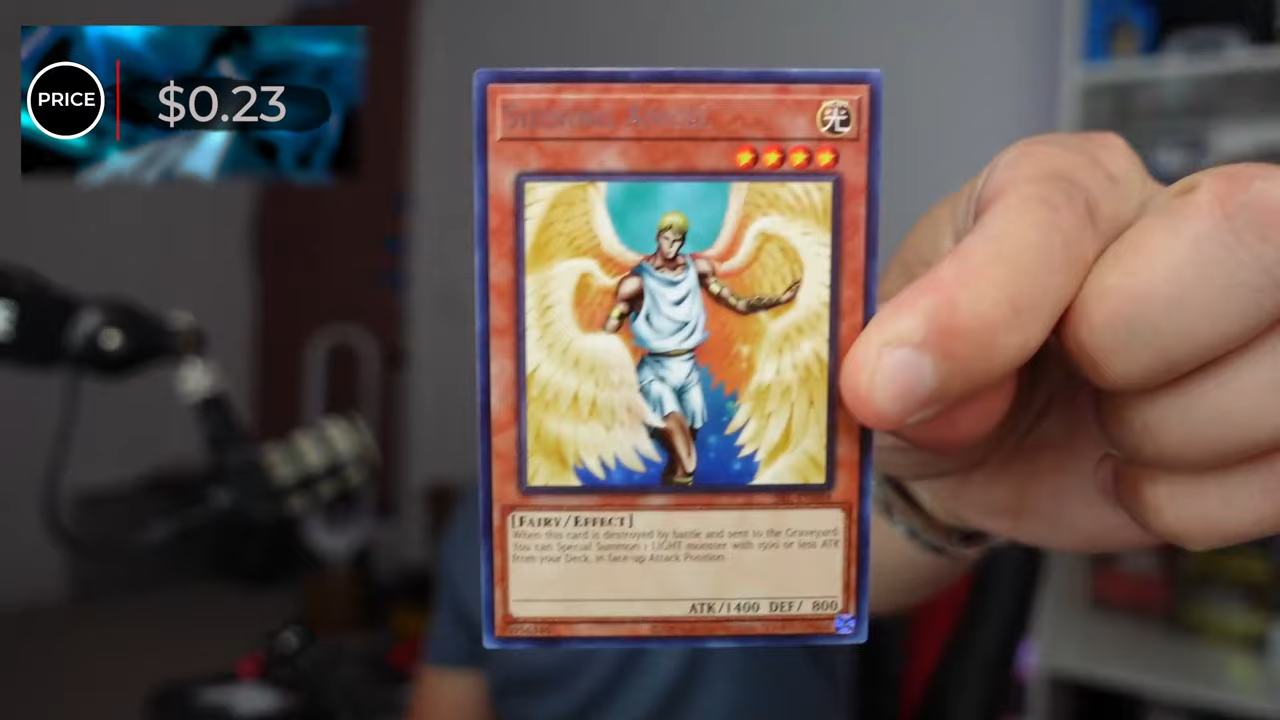 PRICE
$0.23
SHINING ANGEL
光
[FAIRY/EFFECT]
When this card is destroyed by battle and sent to the Graveyard:
You can Special Summon 1 LIGHT monster with 1500 or less ATK
from your Deck, in face-up Attack Position.
ATK/1400 DEF/ 800